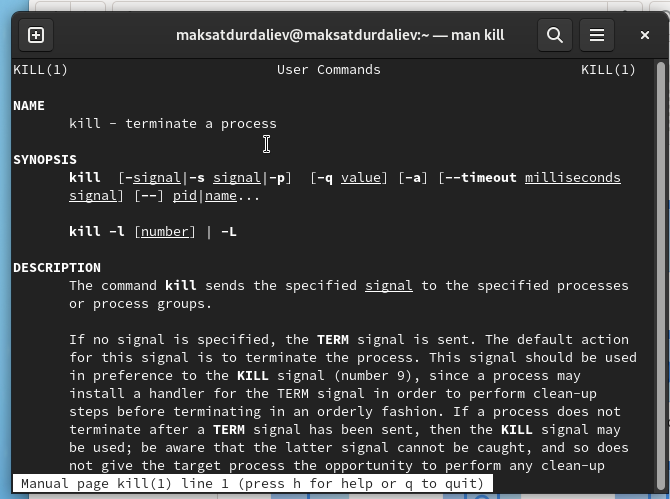 maksatdurdaliev@maksatdurdaliev:~ — man kill
KILL(1) User Commands KILL(1)
NAME
kill - terminate a process
SYNOPSIS
kill [-signal|-s signal|-p] [-q value] [-a] [--timeout milliseconds
signal] [--] pid|name...
kill -l [number] | -L
DESCRIPTION
The command kill sends the specified signal to the specified processes
or process groups.
If no signal is specified, the TERM signal is sent. The default action
for this signal is to terminate the process. This signal should be used
in preference to the KILL signal (number 9), since a process may
install a handler for the TERM signal in order to perform clean-up
steps before terminating in an orderly fashion. If a process does not
terminate after a TERM signal has been sent, then the KILL signal may
be used; be aware that the latter signal cannot be caught, and so does
not give the target process the opportunity to perform any clean-up
Manual page kill(1) line 1 (press h for help or q to quit)